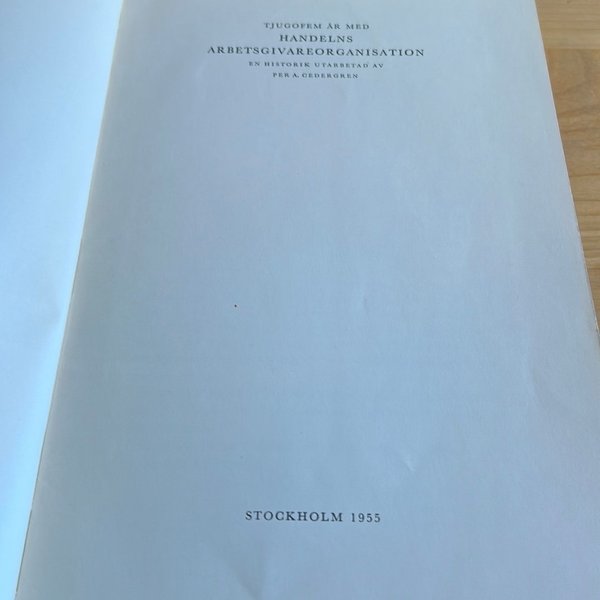 TJUGOFEM ÅR MED
HANDELNS
ARBETSGIVAREORGANISATION
EN HISTORIK UTARBETAD AV
PER A. CEDERGREN
STOCKHOLM 1955